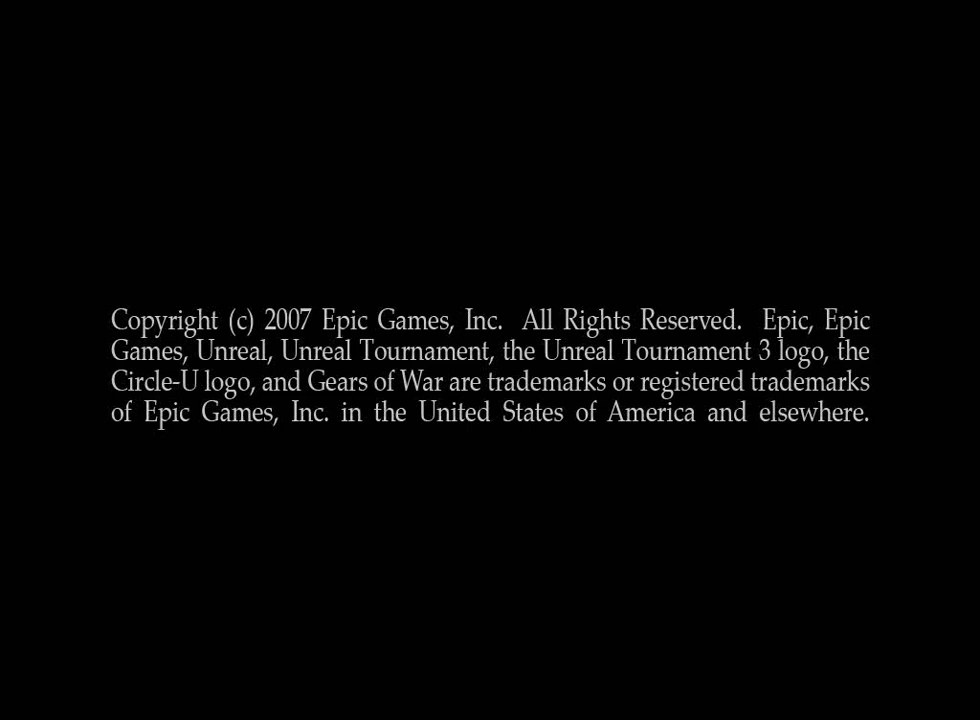 Copyright (c) 2007 Epic Games, Inc.  All Rights Reserved.  Epic, Epic
Games, Unreal, Unreal Tournament, the Unreal Tournament 3 logo, the
Circle-U logo, and Gears of War are trademarks or registered trademarks
of Epic Games, Inc. in the United States of America and elsewhere.